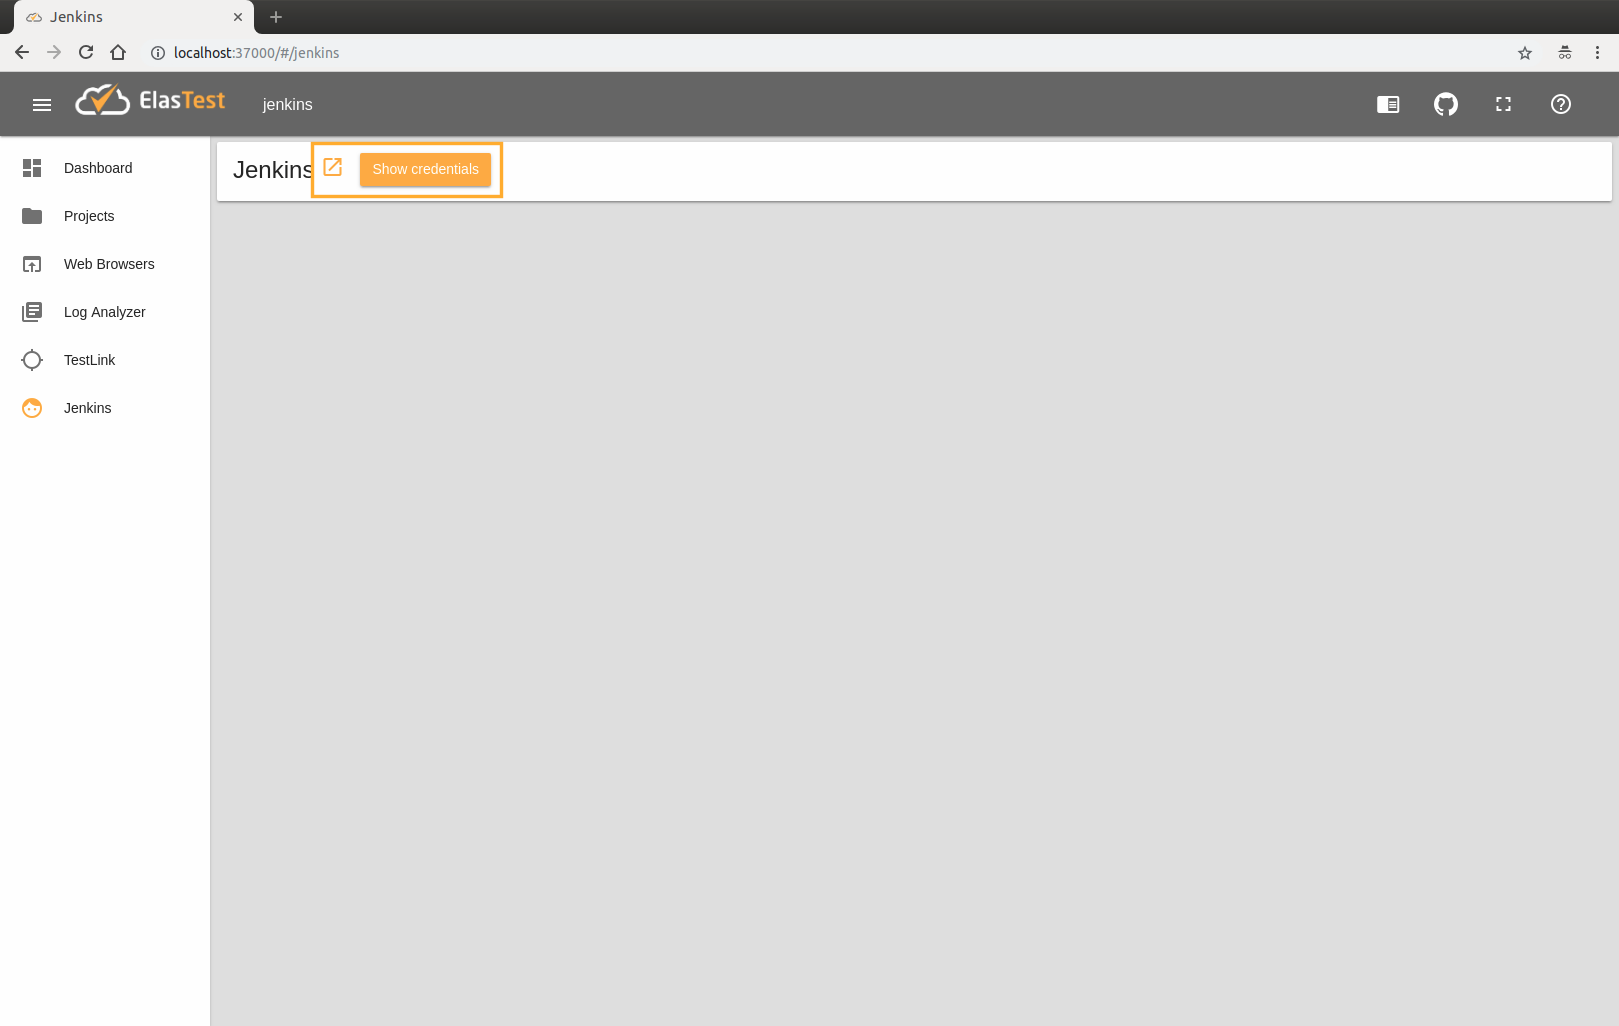 Jenkins
localhost:37000/#/jenkins
ElasTest
jenkins
Jenkins
Show credentials
Dashboard
Projects
Web Browsers
Log Analyzer
TestLink
Jenkins